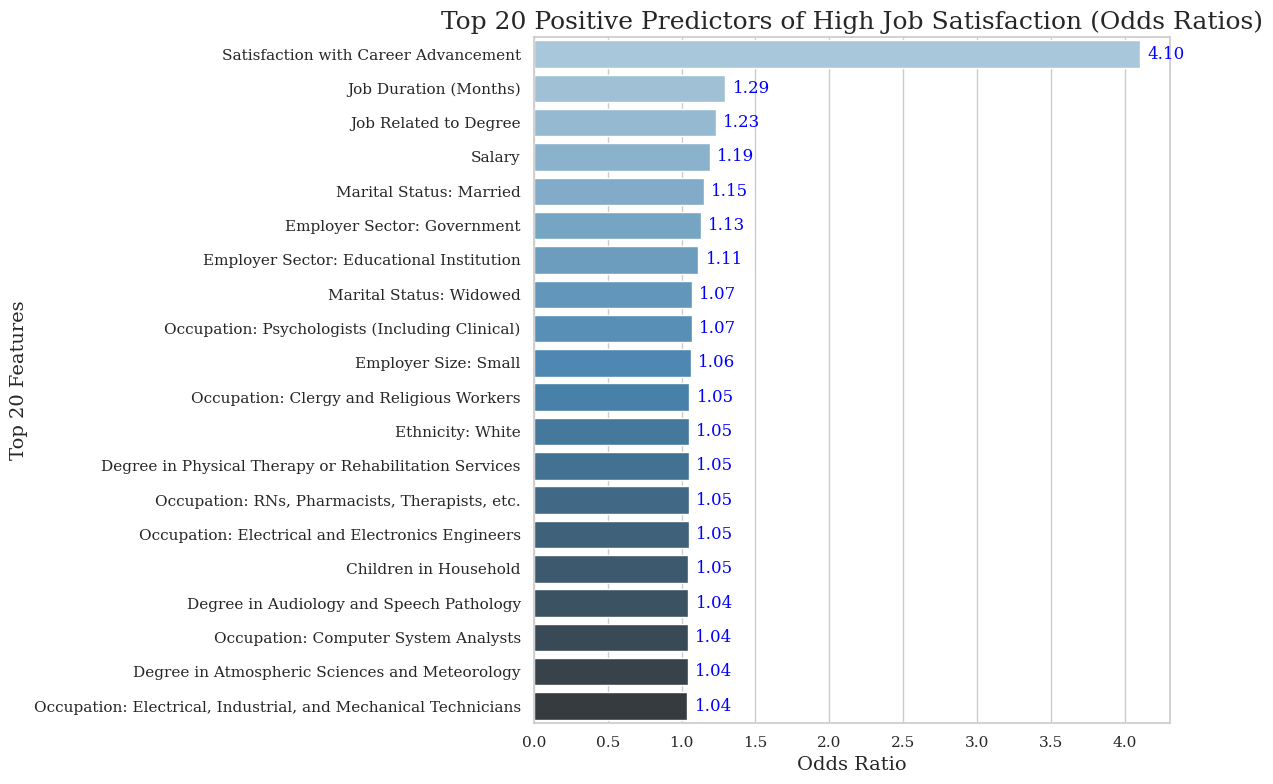 Top 20 Positive Predictors of High Job Satisfaction (Odds Ratios)
Satisfaction with Career Advancement 4.10
Job Duration (Months) 1.29
Job Related to Degree 1.23
Salary 1.19
Marital Status: Married 1.15
Employer Sector: Government 1.13
Employer Sector: Educational Institution 1.11
Marital Status: Widowed 1.07
Occupation: Psychologists (Including Clinical) 1.07
Employer Size: Small 1.06
Occupation: Clergy and Religious Workers 1.05
Ethnicity: White 1.05
Degree in Physical Therapy or Rehabilitation Services 1.05
Occupation: RNs, Pharmacists, Therapists, etc. 1.05
Occupation: Electrical and Electronics Engineers 1.05
Children in Household 1.05
Degree in Audiology and Speech Pathology 1.04
Occupation: Computer System Analysts 1.04
Degree in Atmospheric Sciences and Meteorology 1.04
Occupation: Electrical, Industrial, and Mechanical Technicians 1.04
Top 20 Features
0.0 0.5 1.0 1.5 2.0 2.5 3.0 3.5 4.0
Odds Ratio